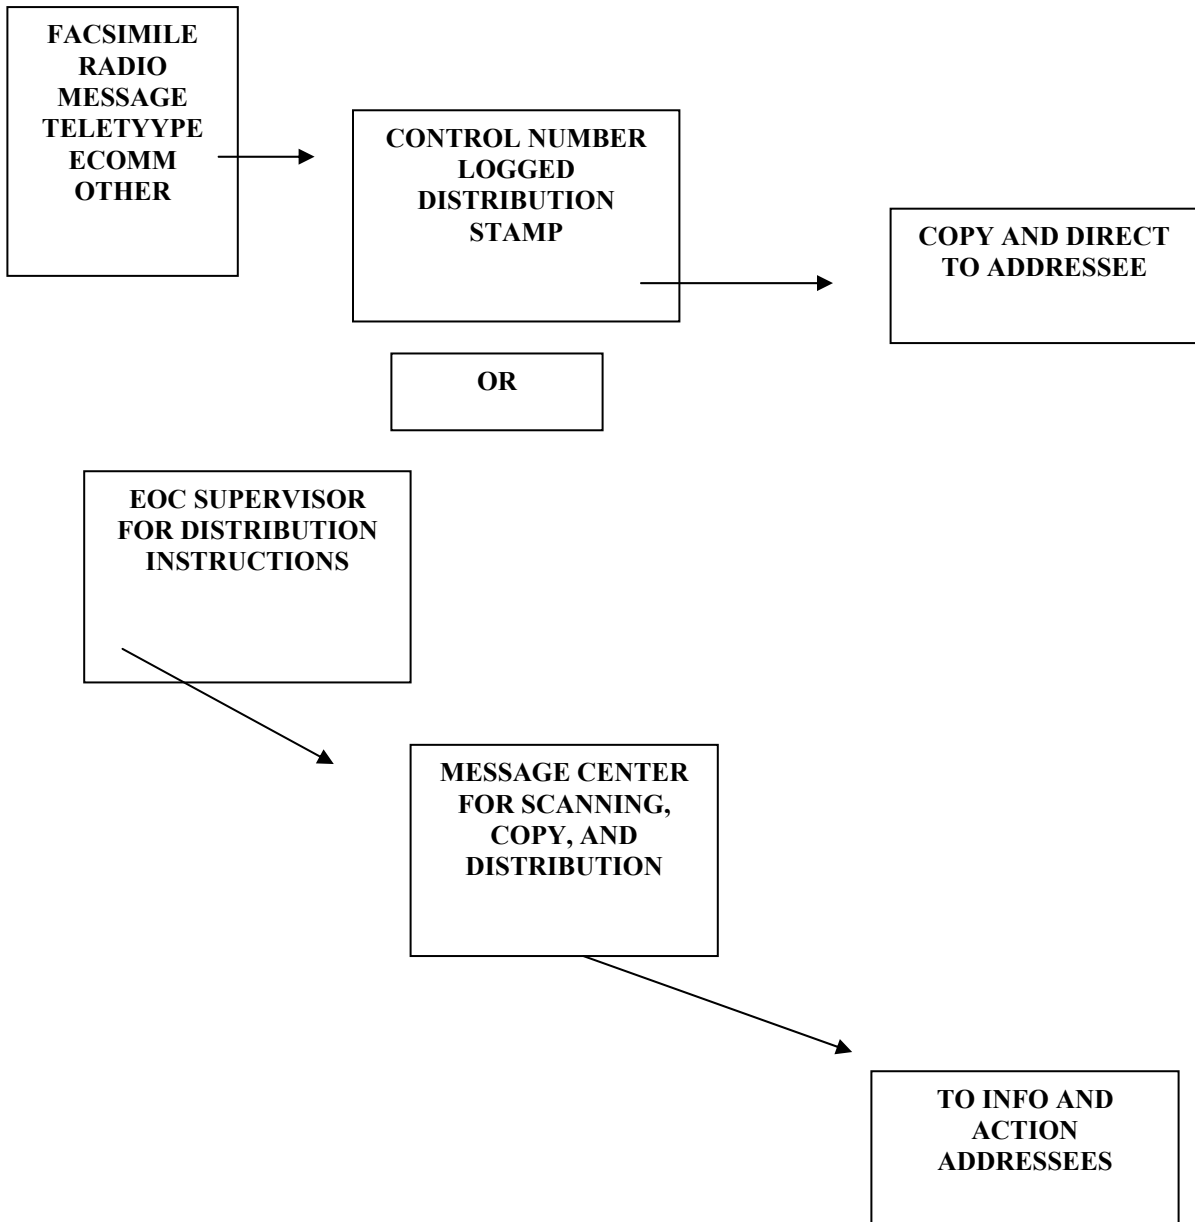 FACSIMILE
RADIO
MESSAGE
TELETYYPE
ECOMM
OTHER
CONTROL NUMBER
LOGGED
DISTRIBUTION
STAMP
COPY AND DIRECT
TO ADDRESSEE
OR
EOC SUPERVISOR
FOR DISTRIBUTION
INSTRUCTIONS
MESSAGE CENTER
FOR SCANNING,
COPY, AND
DISTRIBUTION
TO INFO AND
ACTION
ADDRESSEES